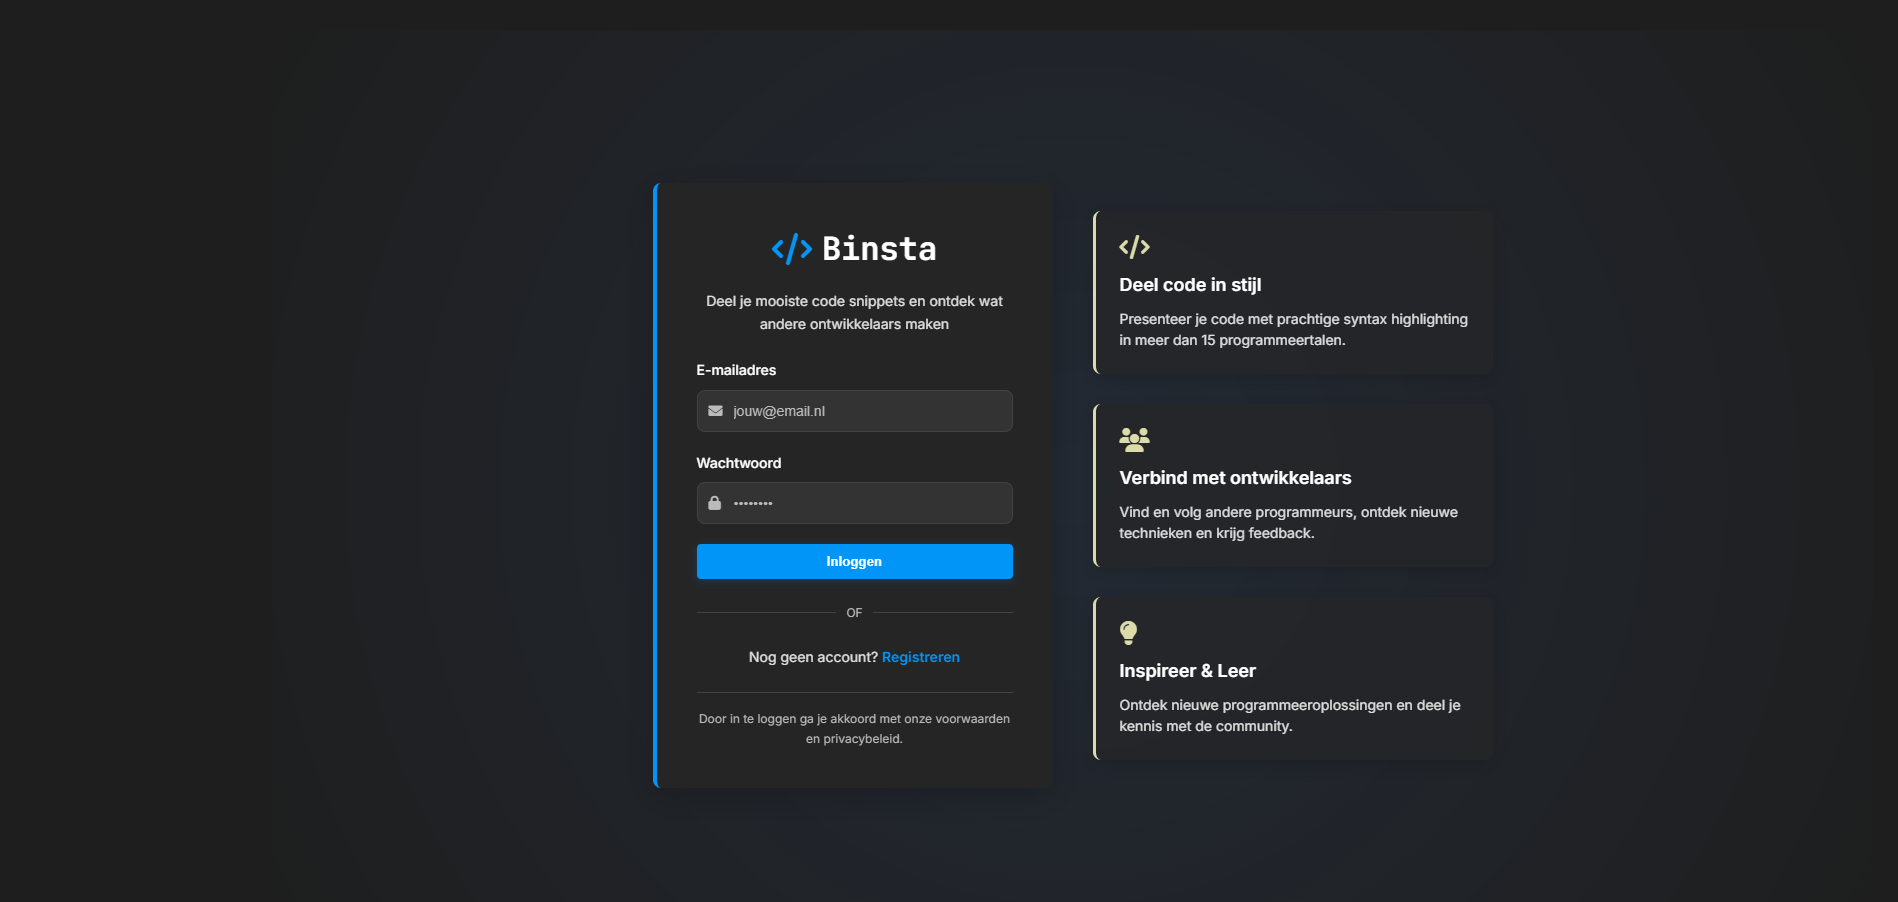 Binsta
Deel je mooiste code snippets en ontdek wat
andere ontwikkelaars maken
E-mailadres
jouw@email.nl
Wachtwoord
••••••••
Inloggen
OF
Nog geen account? Registreren
Door in te loggen ga je akkoord met onze voorwaarden
en privacybeleid.
Deel code in stijl
Presenteer je code met prachtige syntax highlighting
in meer dan 15 programmeertalen.
Verbind met ontwikkelaars
Vind en volg andere programmeurs, ontdek nieuwe
technieken en krijg feedback.
Inspireer & Leer
Ontdek nieuwe programmeeroplossingen en deel je
kennis met de community.